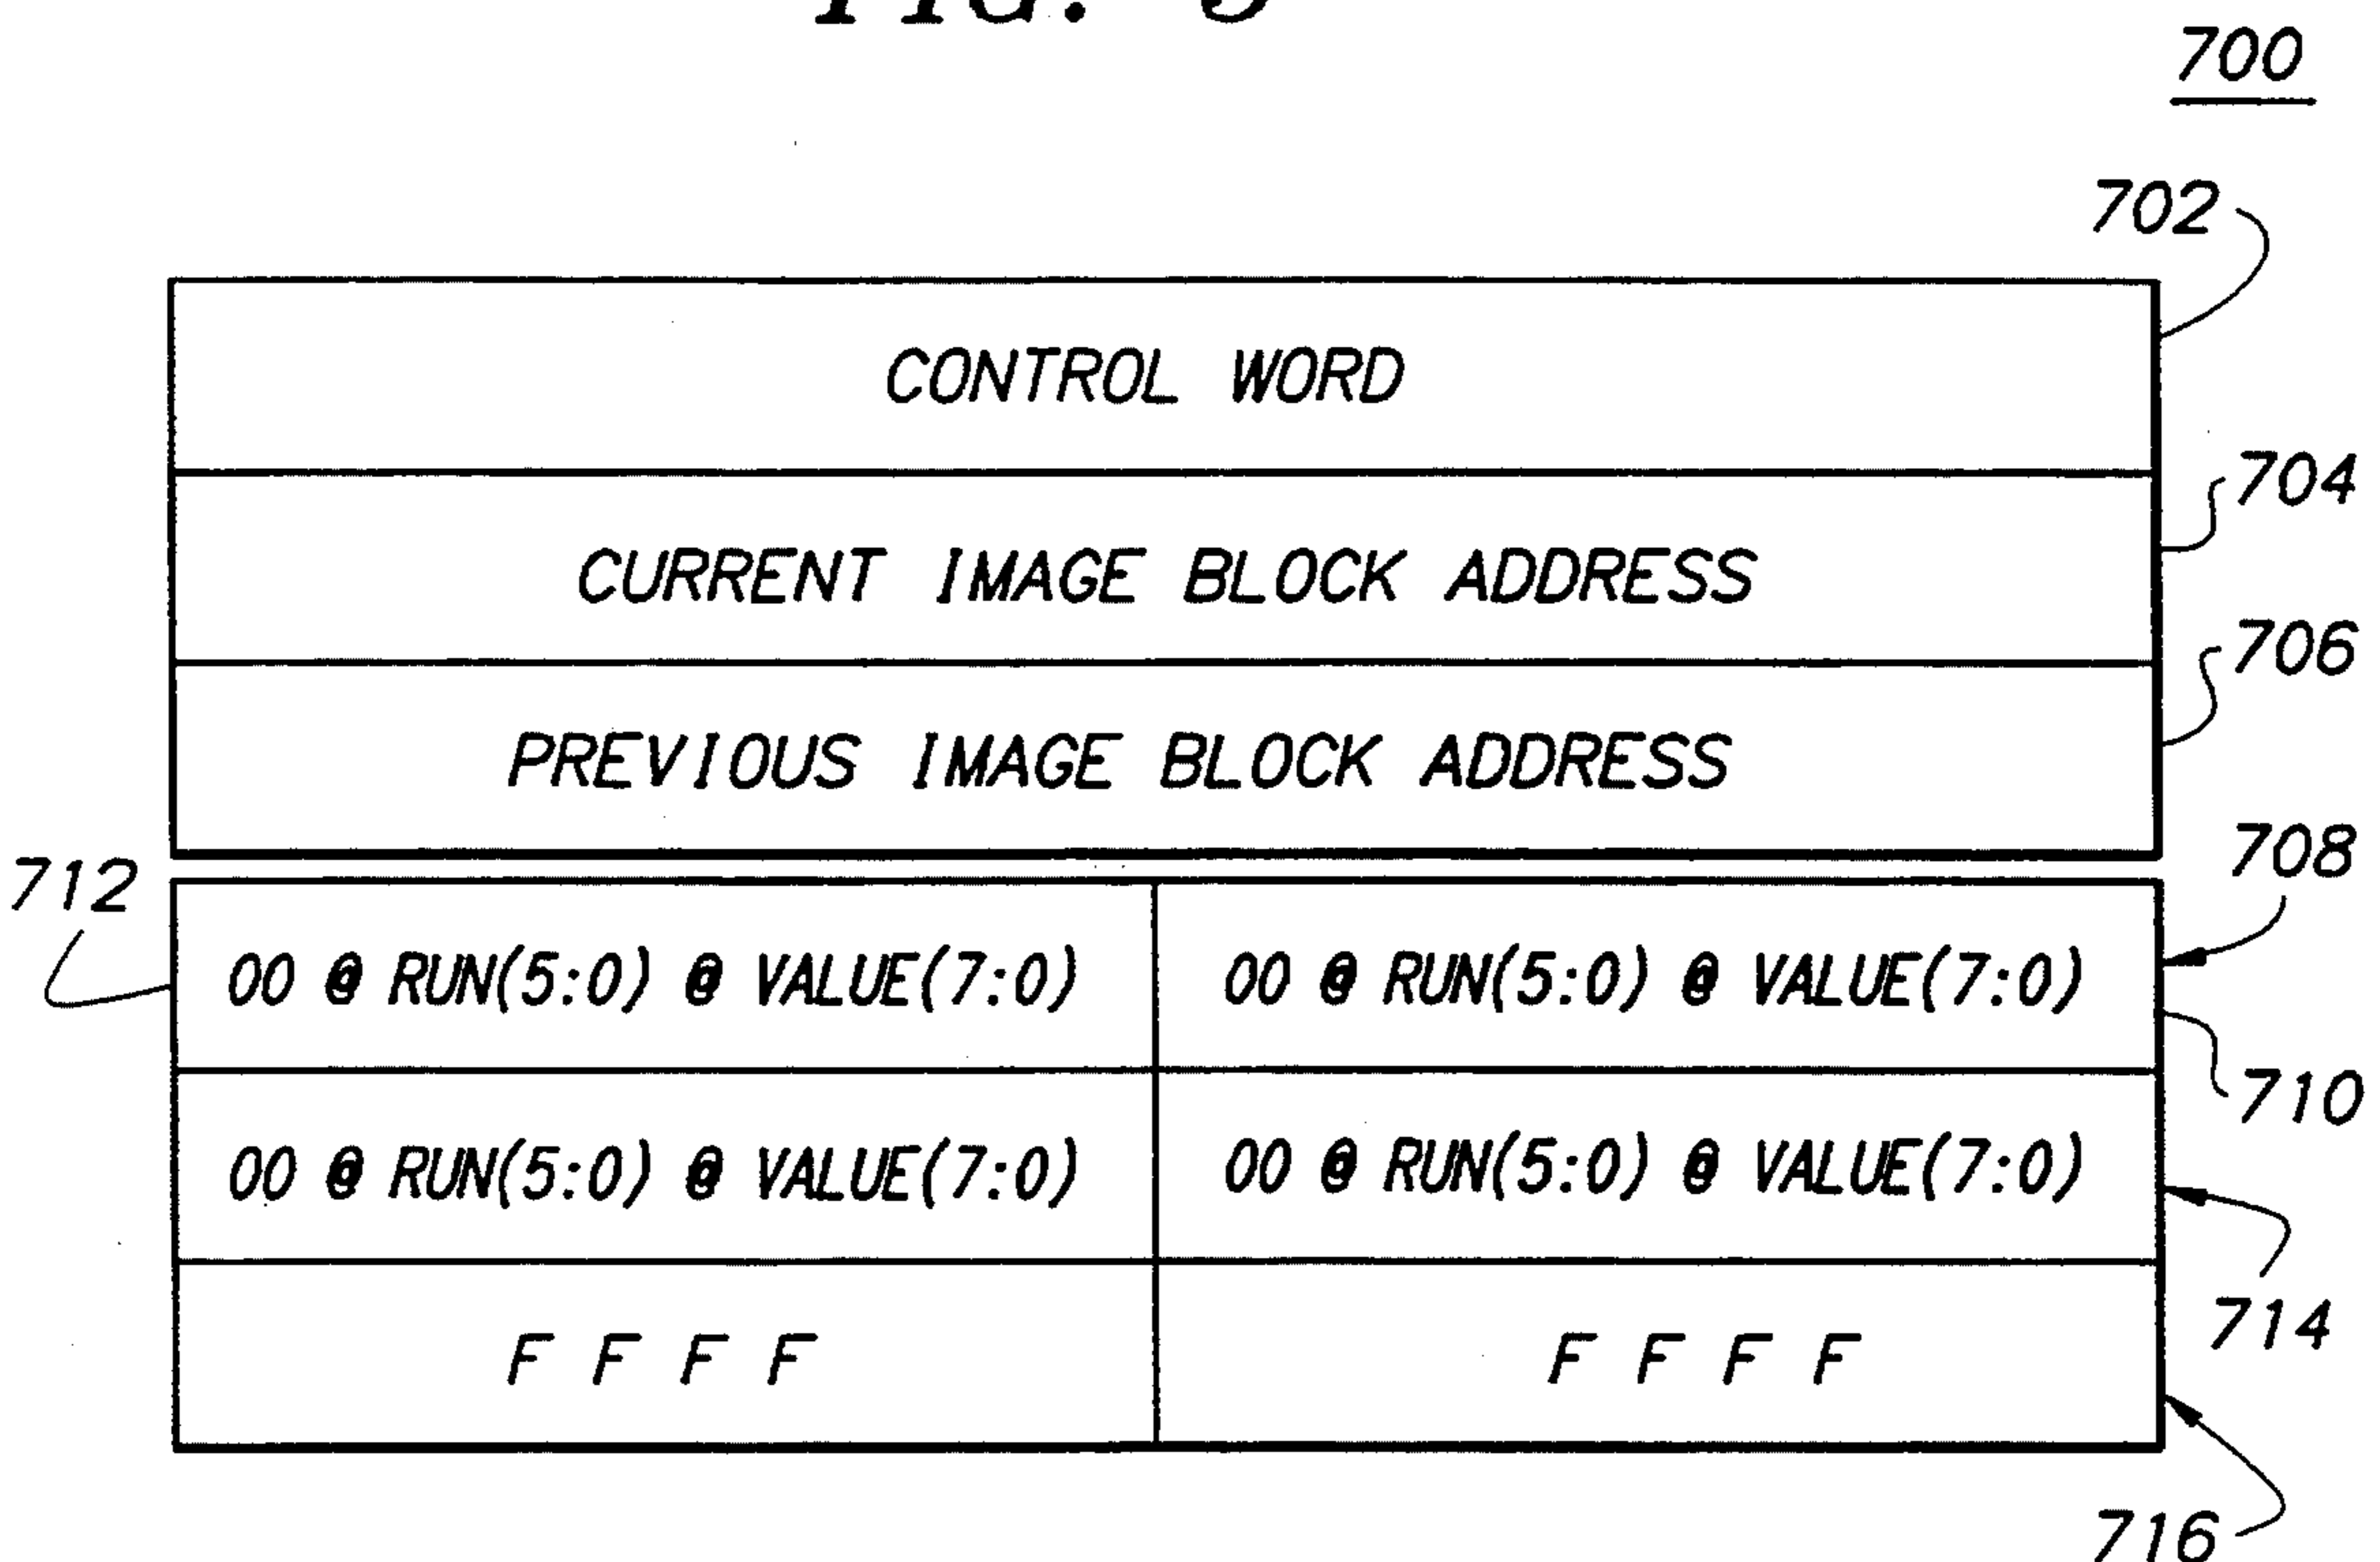 FIG.
700
702
CONTROL WORD
704
CURRENT IMAGE BLOCK ADDRESS
706
PREVIOUS IMAGE BLOCK ADDRESS
708
712
00 @ RUN(5:0) @ VALUE(7:0) 00 @ RUN(5:0) @ VALUE(7:0)
710
00 @ RUN(5:0) @ VALUE(7:0) 00 @ RUN(5:0) @ VALUE(7:0)
714
F F F F F F F F
716